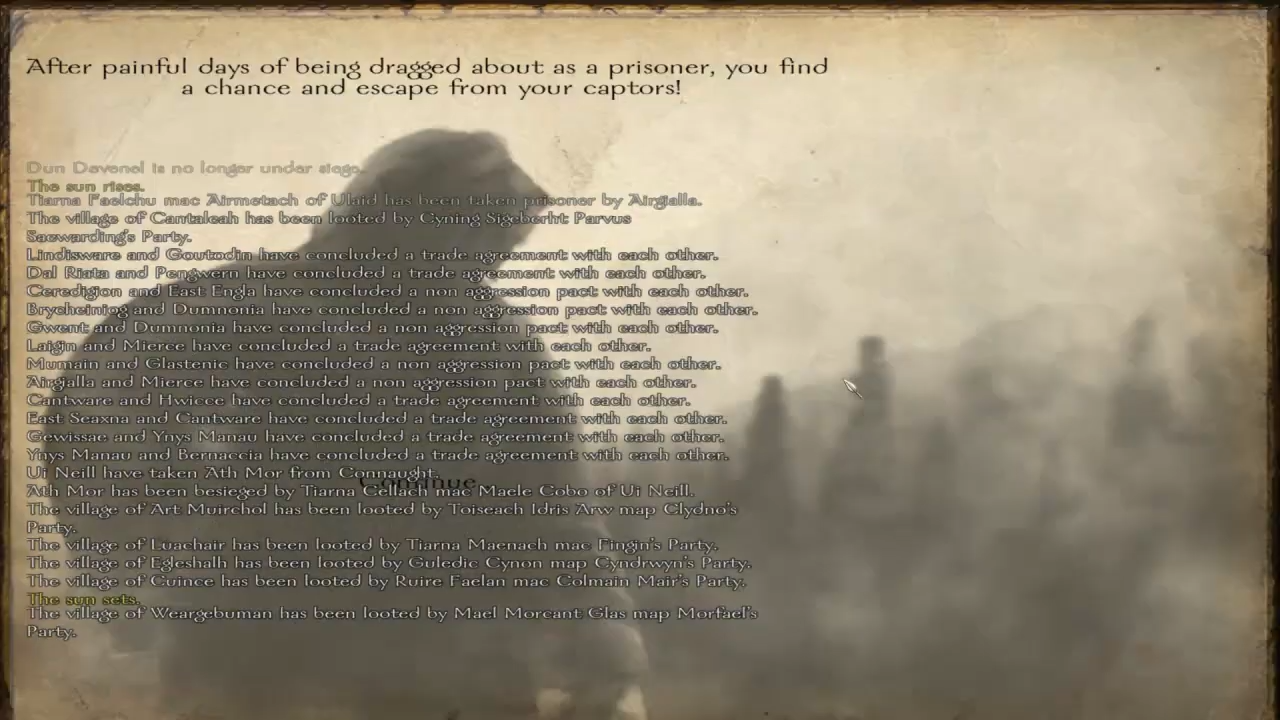 After painful days of being dragged about as a prisoner, you find
a chance and escape from your captors!
Dun Davenel is no longer under siege.
The sun rises.
Tiarna Faelchu mac Airmetach of Ulaid has been taken prisoner by Airgialla.
The village of Cantaleah has been looted by Cyning Sigeberht Parvus
Saewarding's Party.
Lindisware and Goutodin have concluded a trade agreement with each other.
Dal Riata and Pengwern have concluded a trade agreement with each other.
Ceredigion and East Engla have concluded a non aggression pact with each other.
Brycheiniog and Dumnonia have concluded a non aggression pact with each other.
Gwent and Dumnonia have concluded a non aggression pact with each other.
Laigin and Mierce have concluded a trade agreement with each other.
Mumain and Glastenic have concluded a non aggression pact with each other.
Airgialla and Mierce have concluded a non aggression pact with each other.
Cantware and Hwicce have concluded a trade agreement with each other.
East Seaxna and Cantware have concluded a trade agreement with each other.
Gewissae and Ynys Manau have concluded a trade agreement with each other.
Ynys Manau and Bernaccia have concluded a trade agreement with each other.
Ui Neill have taken Ath Mor from Connaught.
Continue
Ath Mor has been besieged by Tiarna Cellach mac Maele Cobo of Ui Neill.
The village of Art Muirchol has been looted by Toiseach Idris Arw map Clydno's
Party.
The village of Luachair has been looted by Tiarna Maenach mac Fingin's Party.
The village of Egleshalh has been looted by Guledic Cynon map Cyndrwyn's Party.
The village of Cuince has been looted by Ruire Faelan mac Colmain Mair's Party.
The sun sets.
The village of Weargebuman has been looted by Mael Morcant Glas map Morfael's
Party.